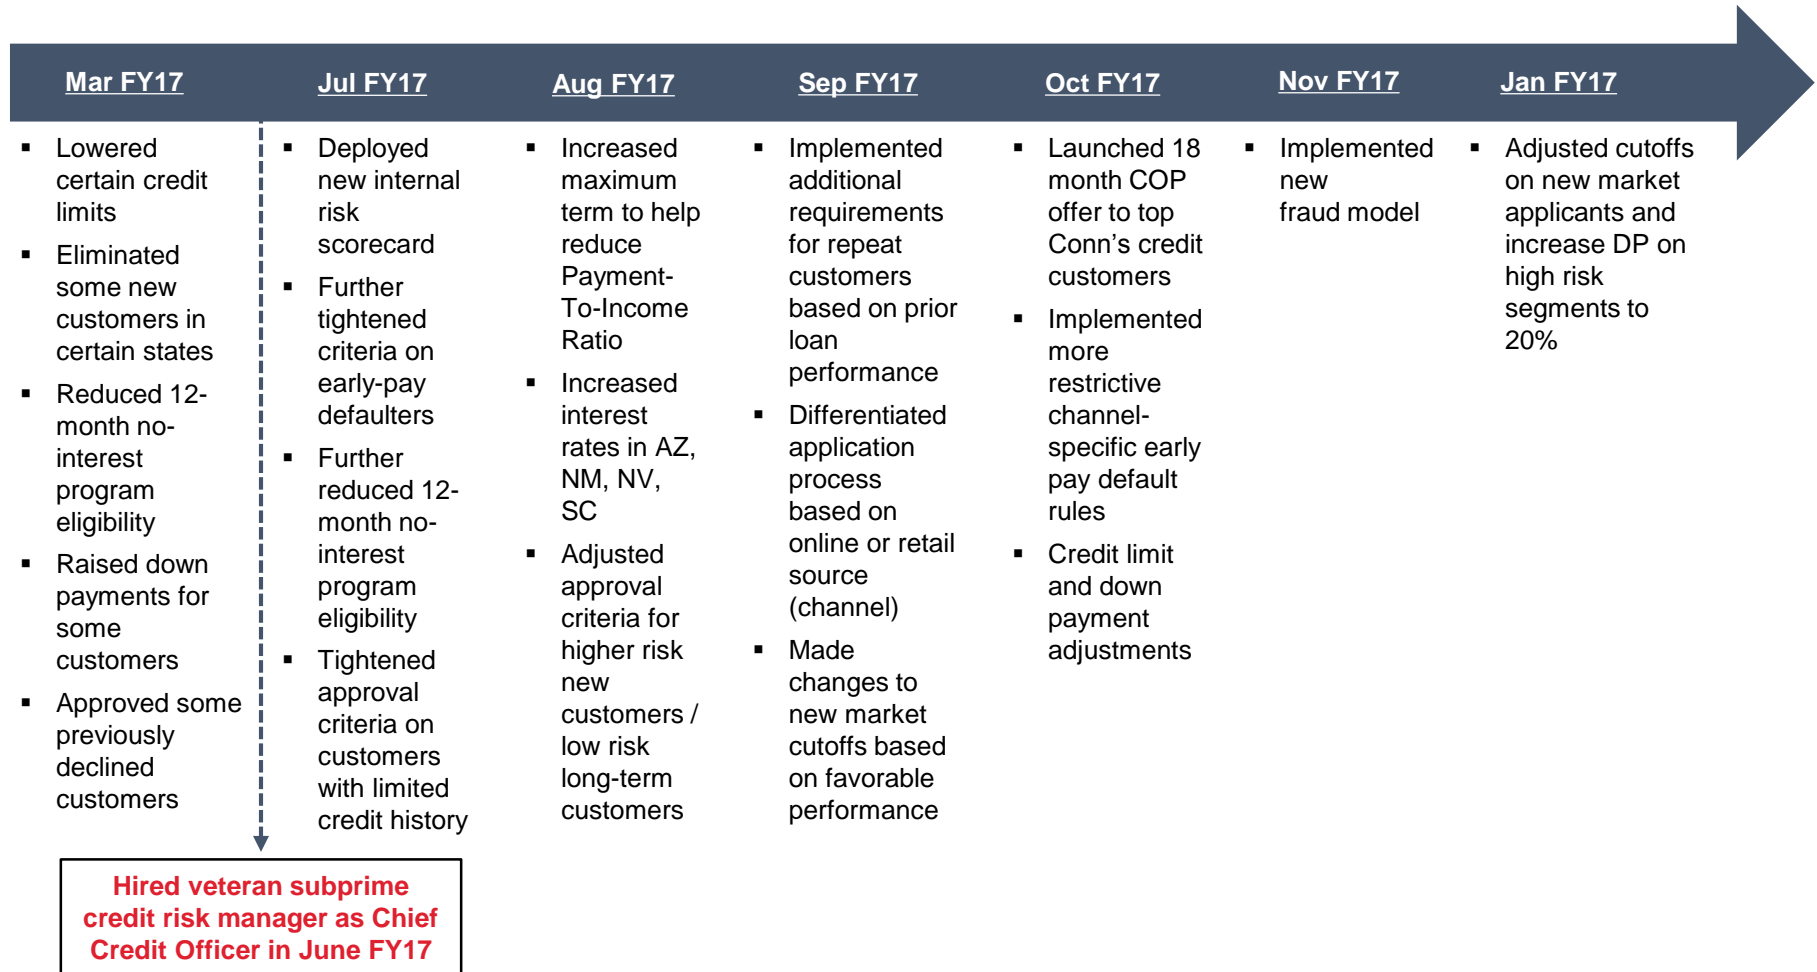 Mar FY17
▪ Lowered
certain credit
limits
▪ Eliminated
some new
customers in
certain states
▪ Reduced 12-
month no-
interest
program
eligibility
▪ Raised down
payments for
some
customers
▪ Approved some
previously
declined
customers
Hired veteran subprime
credit risk manager as Chief
Credit Officer in June FY17
Jul FY17
▪ Deployed
new internal
risk
scorecard
▪ Further
tightened
criteria on
early-pay
defaulters
▪ Further
reduced 12-
month no-
interest
program
eligibility
▪ Tightened
approval
criteria on
customers
with limited
credit history
Aug FY17
▪ Increased
maximum
term to help
reduce
Payment-
To-Income
Ratio
▪ Increased
interest
rates in AZ,
NM, NV,
SC
▪ Adjusted
approval
criteria for
higher risk
new
customers /
low risk
long-term
customers
Sep FY17
▪ Implemented
additional
requirements
for repeat
customers
based on prior
loan
performance
▪ Differentiated
application
process
based on
online or retail
source
(channel)
▪ Made
changes to
new market
cutoffs based
on favorable
performance
Oct FY17
▪ Launched 18
month COP
offer to top
Conn’s credit
customers
▪ Implemented
more
restrictive
channel-
specific early
pay default
rules
▪ Credit limit
and down
payment
adjustments
Nov FY17
▪ Implemented
new
fraud model
Jan FY17
▪ Adjusted cutoffs
on new market
applicants and
increase DP on
high risk
segments to
20%